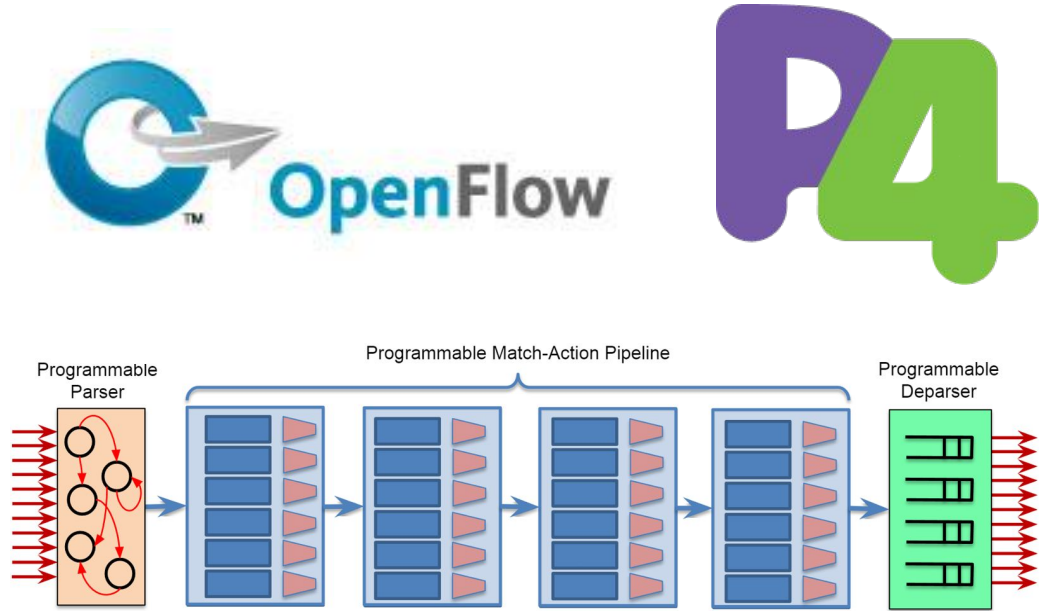 OpenFlow
TM
P4
Programmable Match-Action Pipeline
Programmable
Parser
Programmable
Deparser